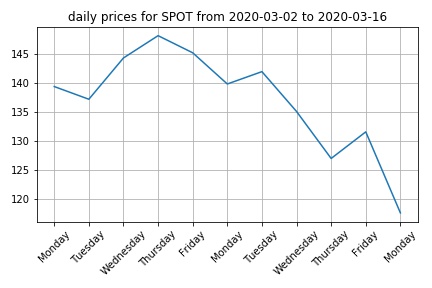 daily prices for SPOT from 2020-03-02 to 2020-03-16
145
140
135
130
125
120
Monday
Tuesday
Wednesday
Thursday
Friday
Monday
Tuesday
Wednesday
Thursday
Friday
Monday